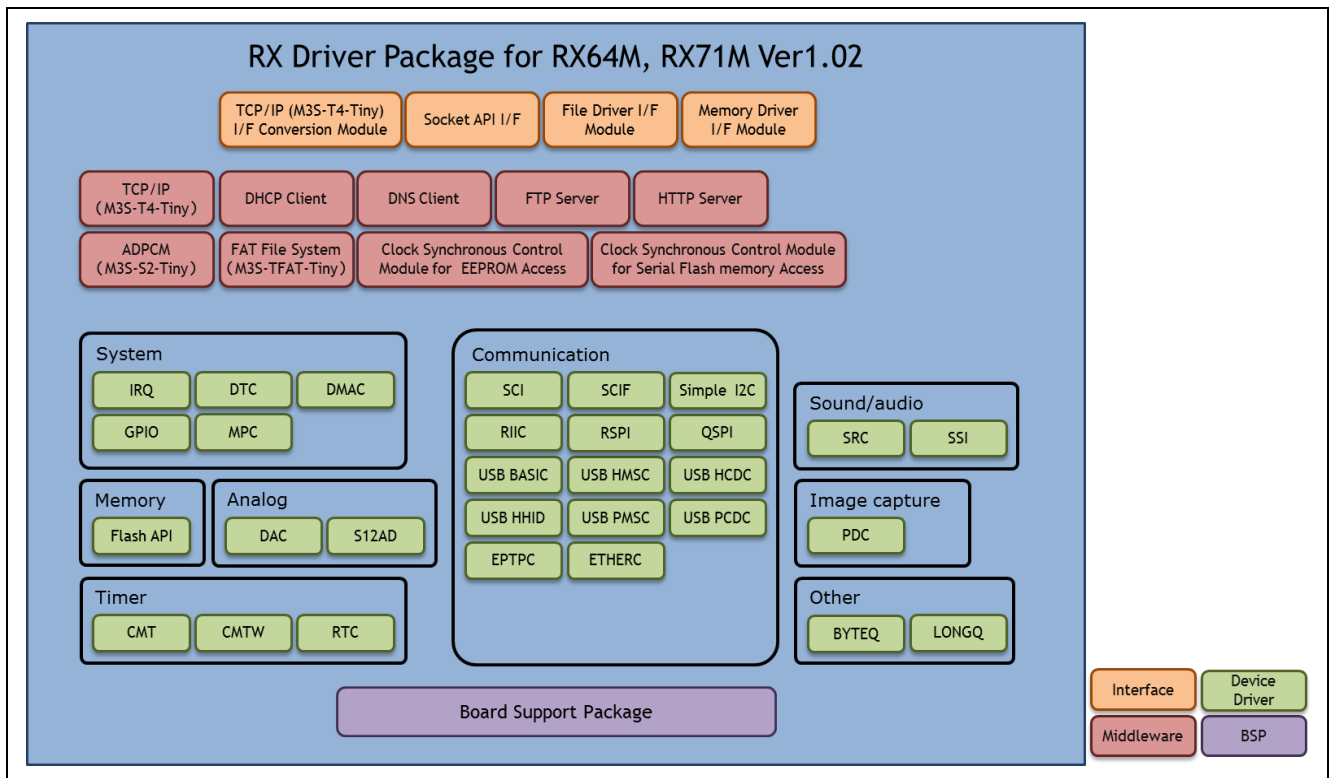 RX Driver Package for RX64M, RX71M Ver1.02
TCP/IP (M3S-T4-Tiny)
I/F Conversion Module
Socket API I/F
File Driver I/F
Module
Memory Driver
I/F Module
TCP/IP
(M3S-T4-Tiny)
DHCP Client
DNS Client
FTP Server
HTTP Server
ADPCM
(M3S-S2-Tiny)
FAT File System
(M3S-TFAT-Tiny)
Clock Synchronous Control
Module for EEPROM Access
Clock Synchronous Control Module
for Serial Flash memory Access
System
IRQ
DTC
DMAC
GPIO
MPC
Memory
Flash API
Analog
DAC
S12AD
Timer
CMT
CMTW
RTC
Communication
SCI
SCIF
Simple I2C
RIIC
RSPI
QSPI
USB BASIC
USB HMSC
USB HCDC
USB HHID
USB PMSC
USB PCDC
EPTPC
ETHERC
Sound/audio
SRC
SSI
Image capture
PDC
Other
BYTEQ
LONGQ
Board Support Package
Interface
Device
Driver
Middleware
BSP